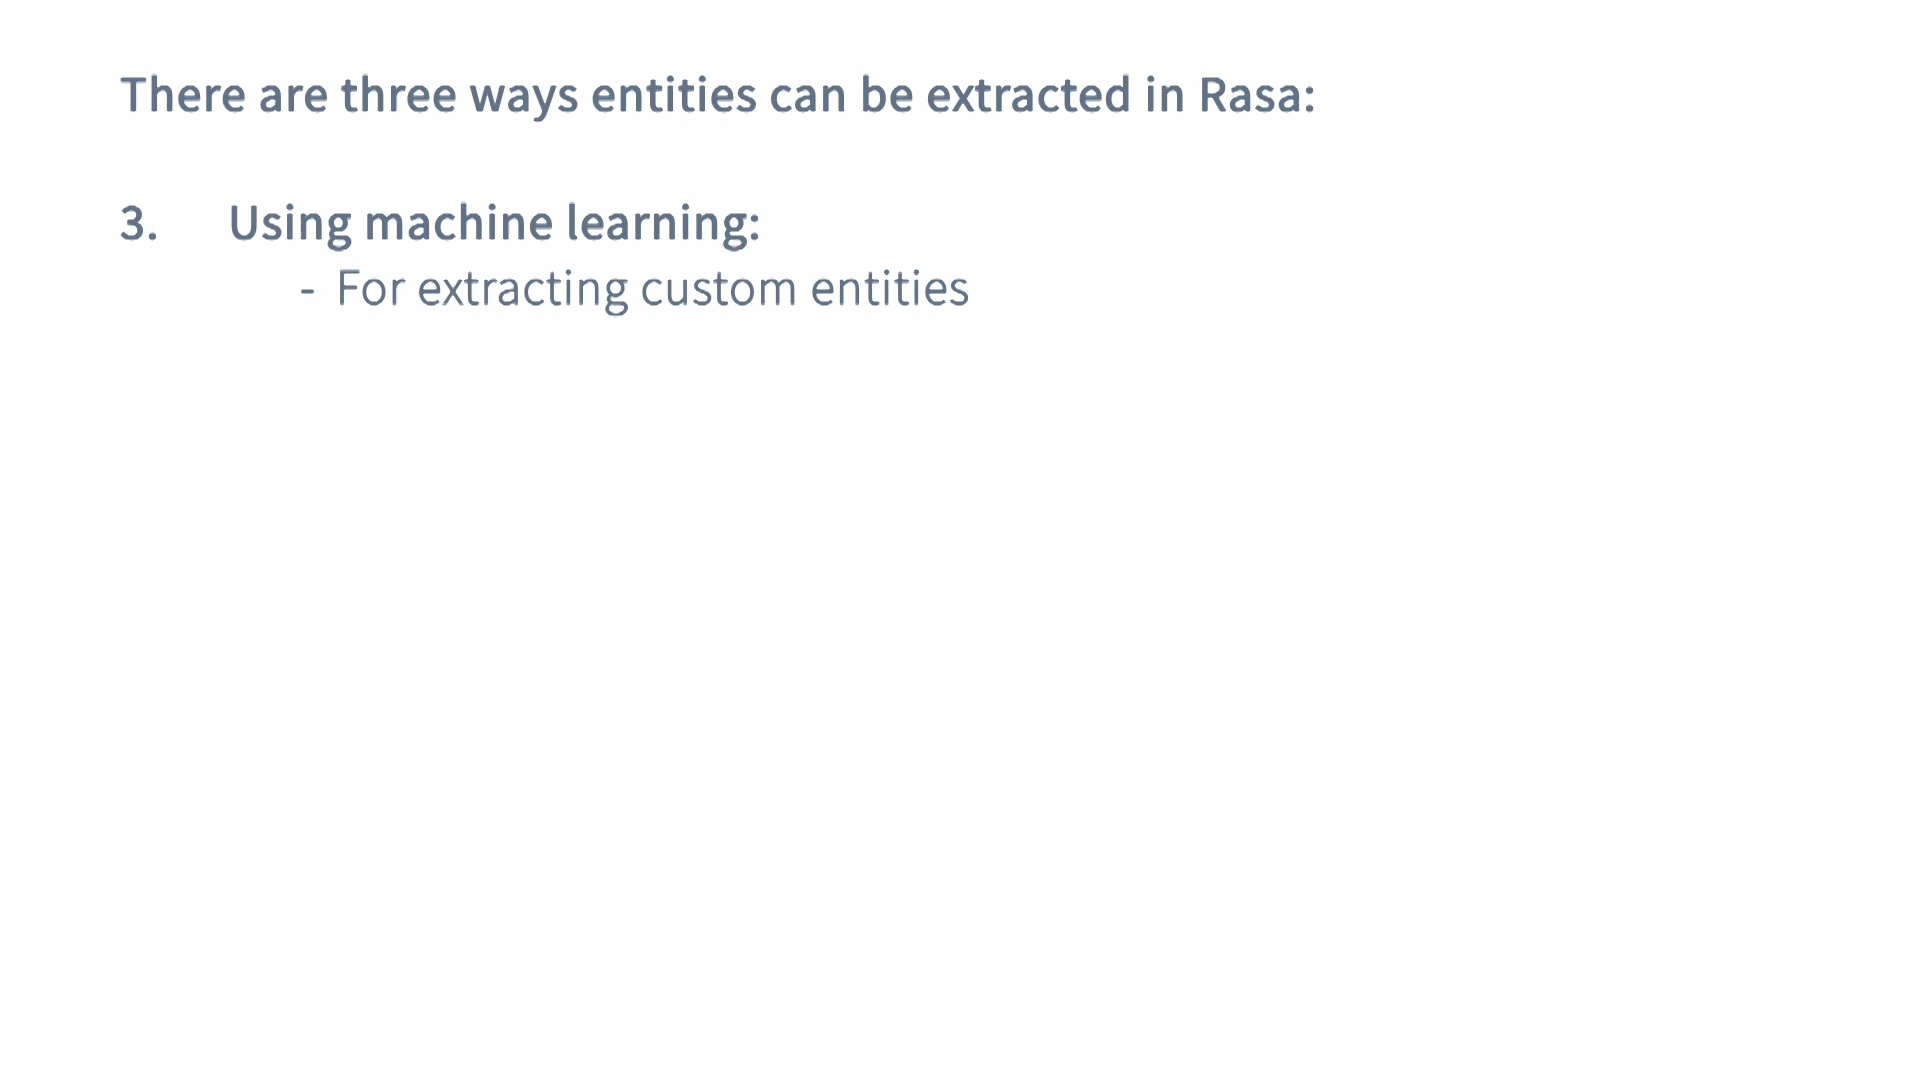 There are three ways entities can be extracted in Rasa:
3. Using machine learning:
- For extracting custom entities